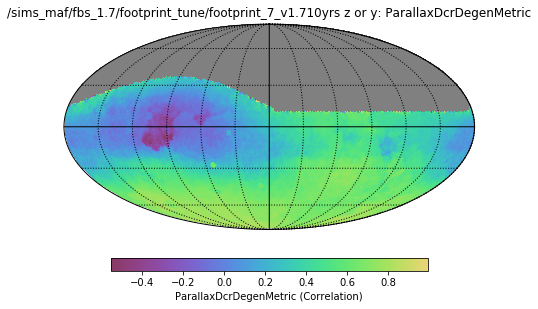 /sims_maf/fbs_1.7/footprint_tune/footprint_7_v1.710yrs z or y: ParallaxDcrDegenMetric
−0.4 −0.2 0.0 0.2 0.4 0.6 0.8
ParallaxDcrDegenMetric (Correlation)